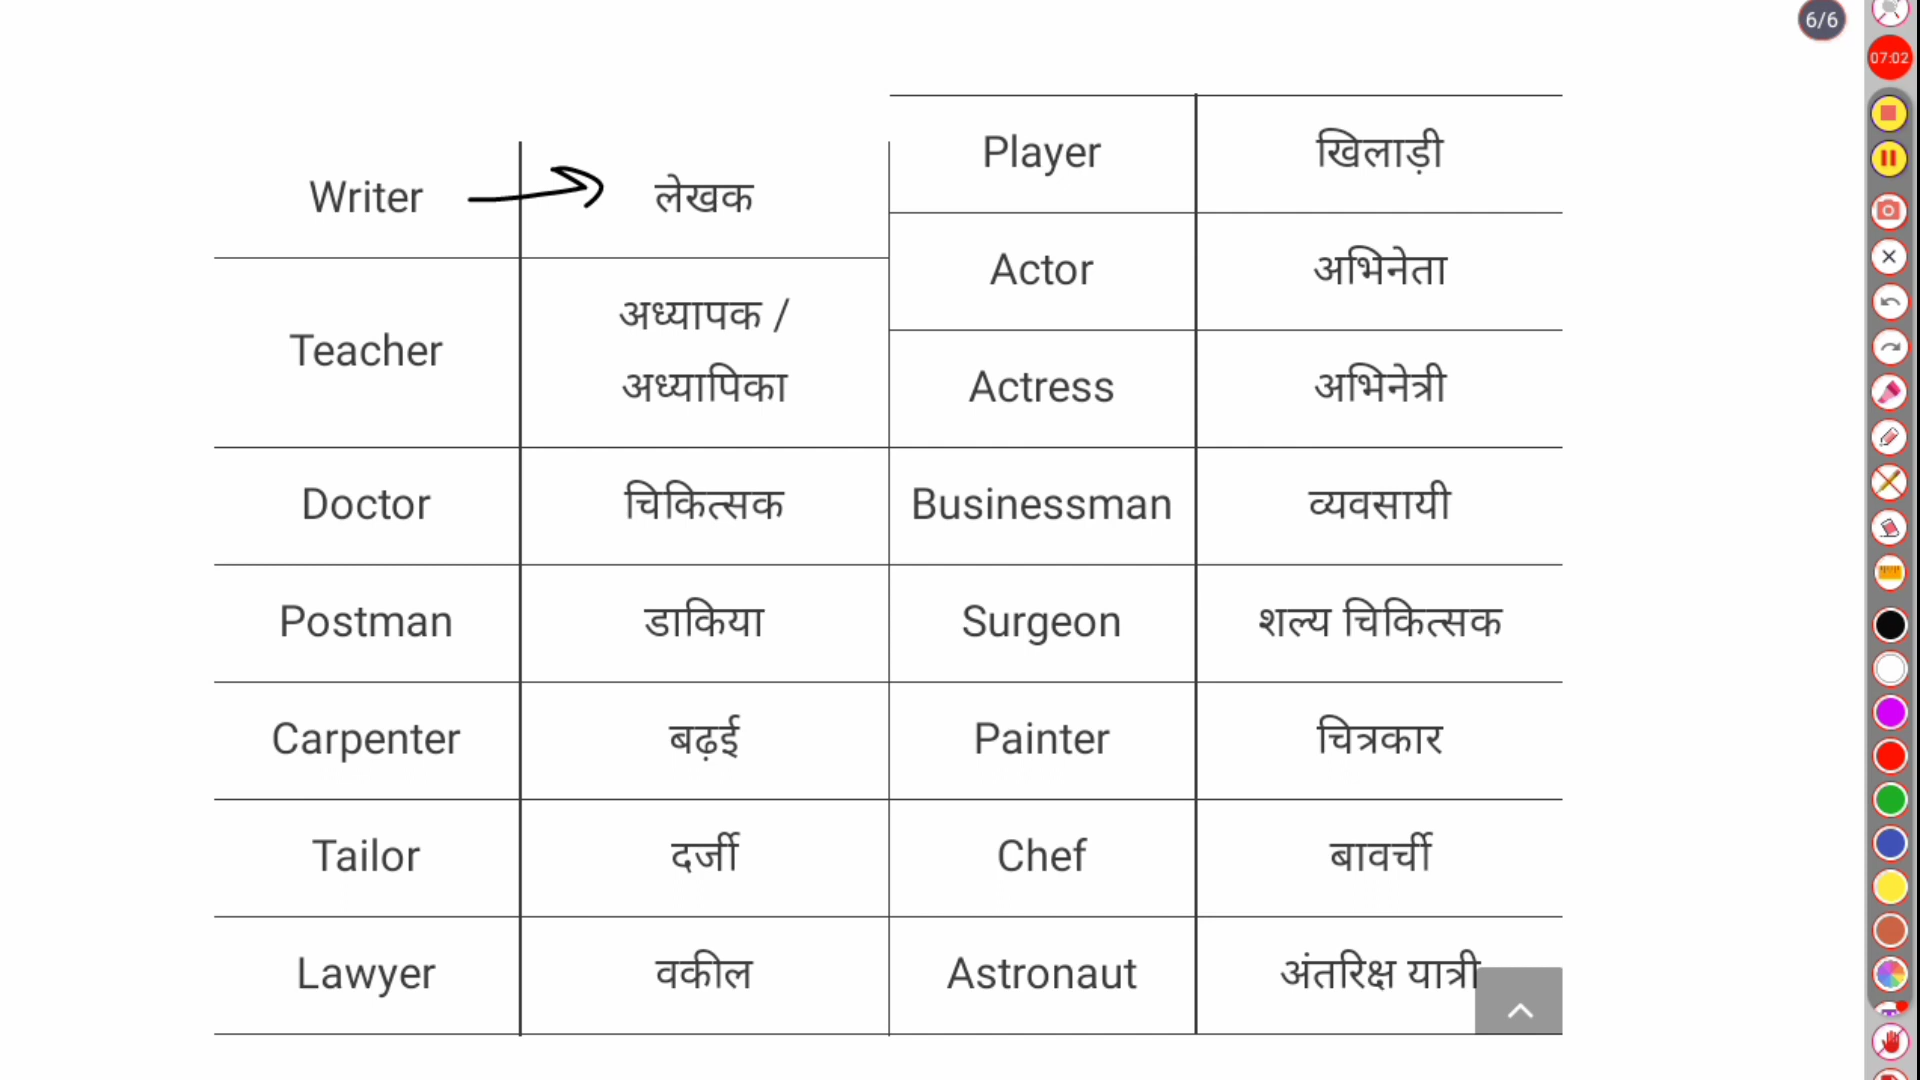 6/6
07:02
Writer लेखक
Teacher अध्यापक /
अध्यापिका
Doctor चिकित्सक
Postman डाकिया
Carpenter बढ़ई
Tailor दर्जी
Lawyer वकील
Player खिलाड़ी
Actor अभिनेता
Actress अभिनेत्री
Businessman व्यवसायी
Surgeon शल्य चिकित्सक
Painter चित्रकार
Chef बावर्ची
Astronaut अंतरिक्ष यात्री